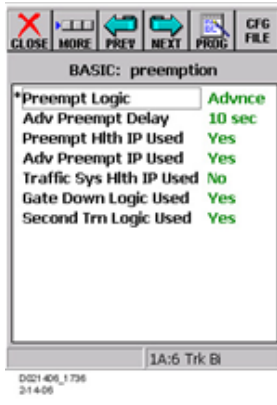 CLOSE MORE PREV NEXT PROG CFG FILE
BASIC: preemption
*Preempt Logic Advnce
Adv Preempt Delay 10 sec
Preempt Hlth IP Used Yes
Adv Preempt IP Used Yes
Traffic Sys Hlth IP Used No
Gate Down Logic Used Yes
Second Trn Logic Used Yes
1A:6 Trk Bi
D021406_1736
2-14-06